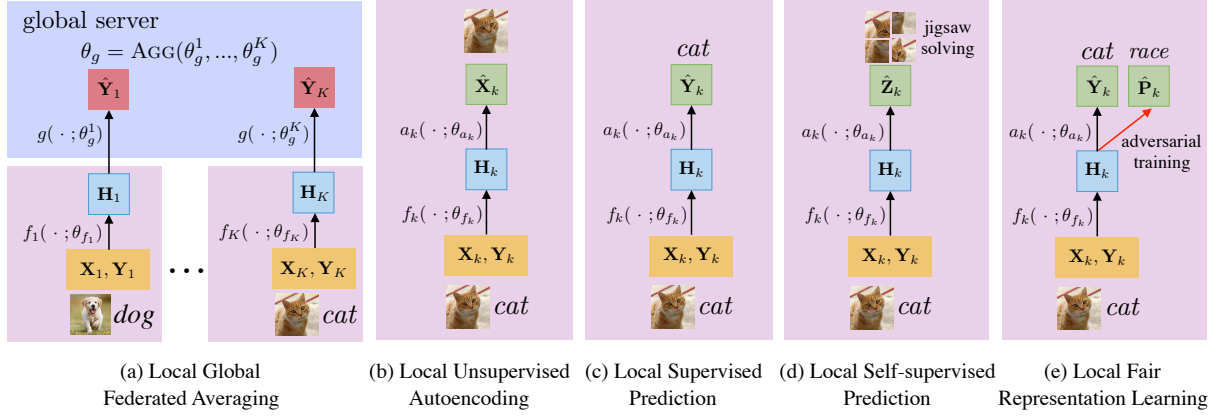 global server
θ_g = AGG(θ_g^1, ..., θ_g^K)
Ŷ_1
Ŷ_K
g( · ; θ_g^1)
g( · ; θ_g^K)
H_1
H_K
f_1( · ; θ_{f_1})
f_K( · ; θ_{f_K})
X_1, Y_1
. . .
X_K, Y_K
dog
cat
(a) Local Global
Federated Averaging
X̂_k
a_k( · ; θ_{a_k})
H_k
f_k( · ; θ_{f_k})
X_k, Y_k
cat
(b) Local Unsupervised
Autoencoding
cat
Ŷ_k
a_k( · ; θ_{a_k})
H_k
f_k( · ; θ_{f_k})
X_k, Y_k
cat
(c) Local Supervised
Prediction
jigsaw
solving
Ẑ_k
a_k( · ; θ_{a_k})
H_k
f_k( · ; θ_{f_k})
X_k, Y_k
cat
(d) Local Self-supervised
Prediction
cat race
Ŷ_k P̂_k
a_k( · ; θ_{a_k})
adversarial
training
H_k
f_k( · ; θ_{f_k})
X_k, Y_k
cat
(e) Local Fair
Representation Learning